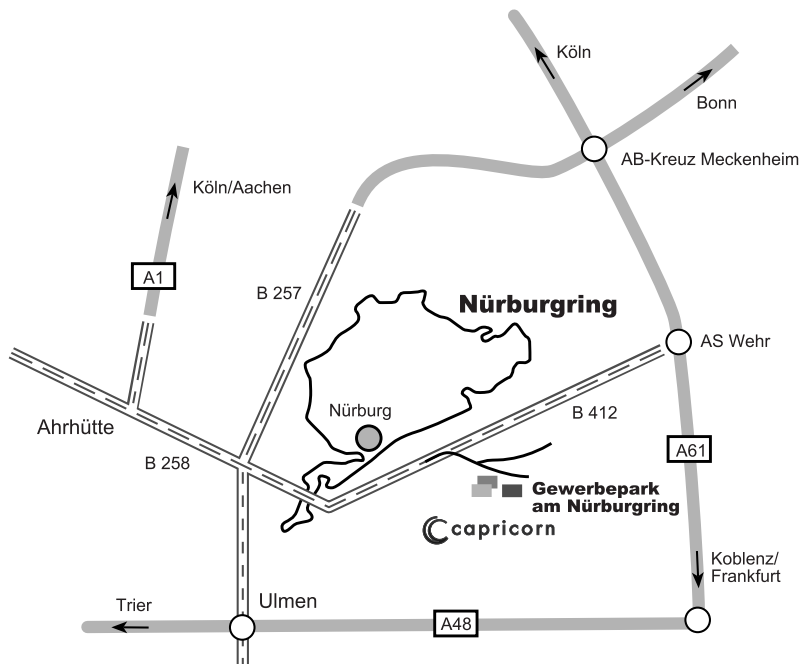 Köln
Bonn
AB-Kreuz Meckenheim
Köln/Aachen
A1
B 257
Nürburgring
AS Wehr
Nürburg
B 412
Ahrhütte
B 258
A61
Gewerbepark
am Nürburgring
capricorn
Koblenz/
Frankfurt
Trier
Ulmen
A48